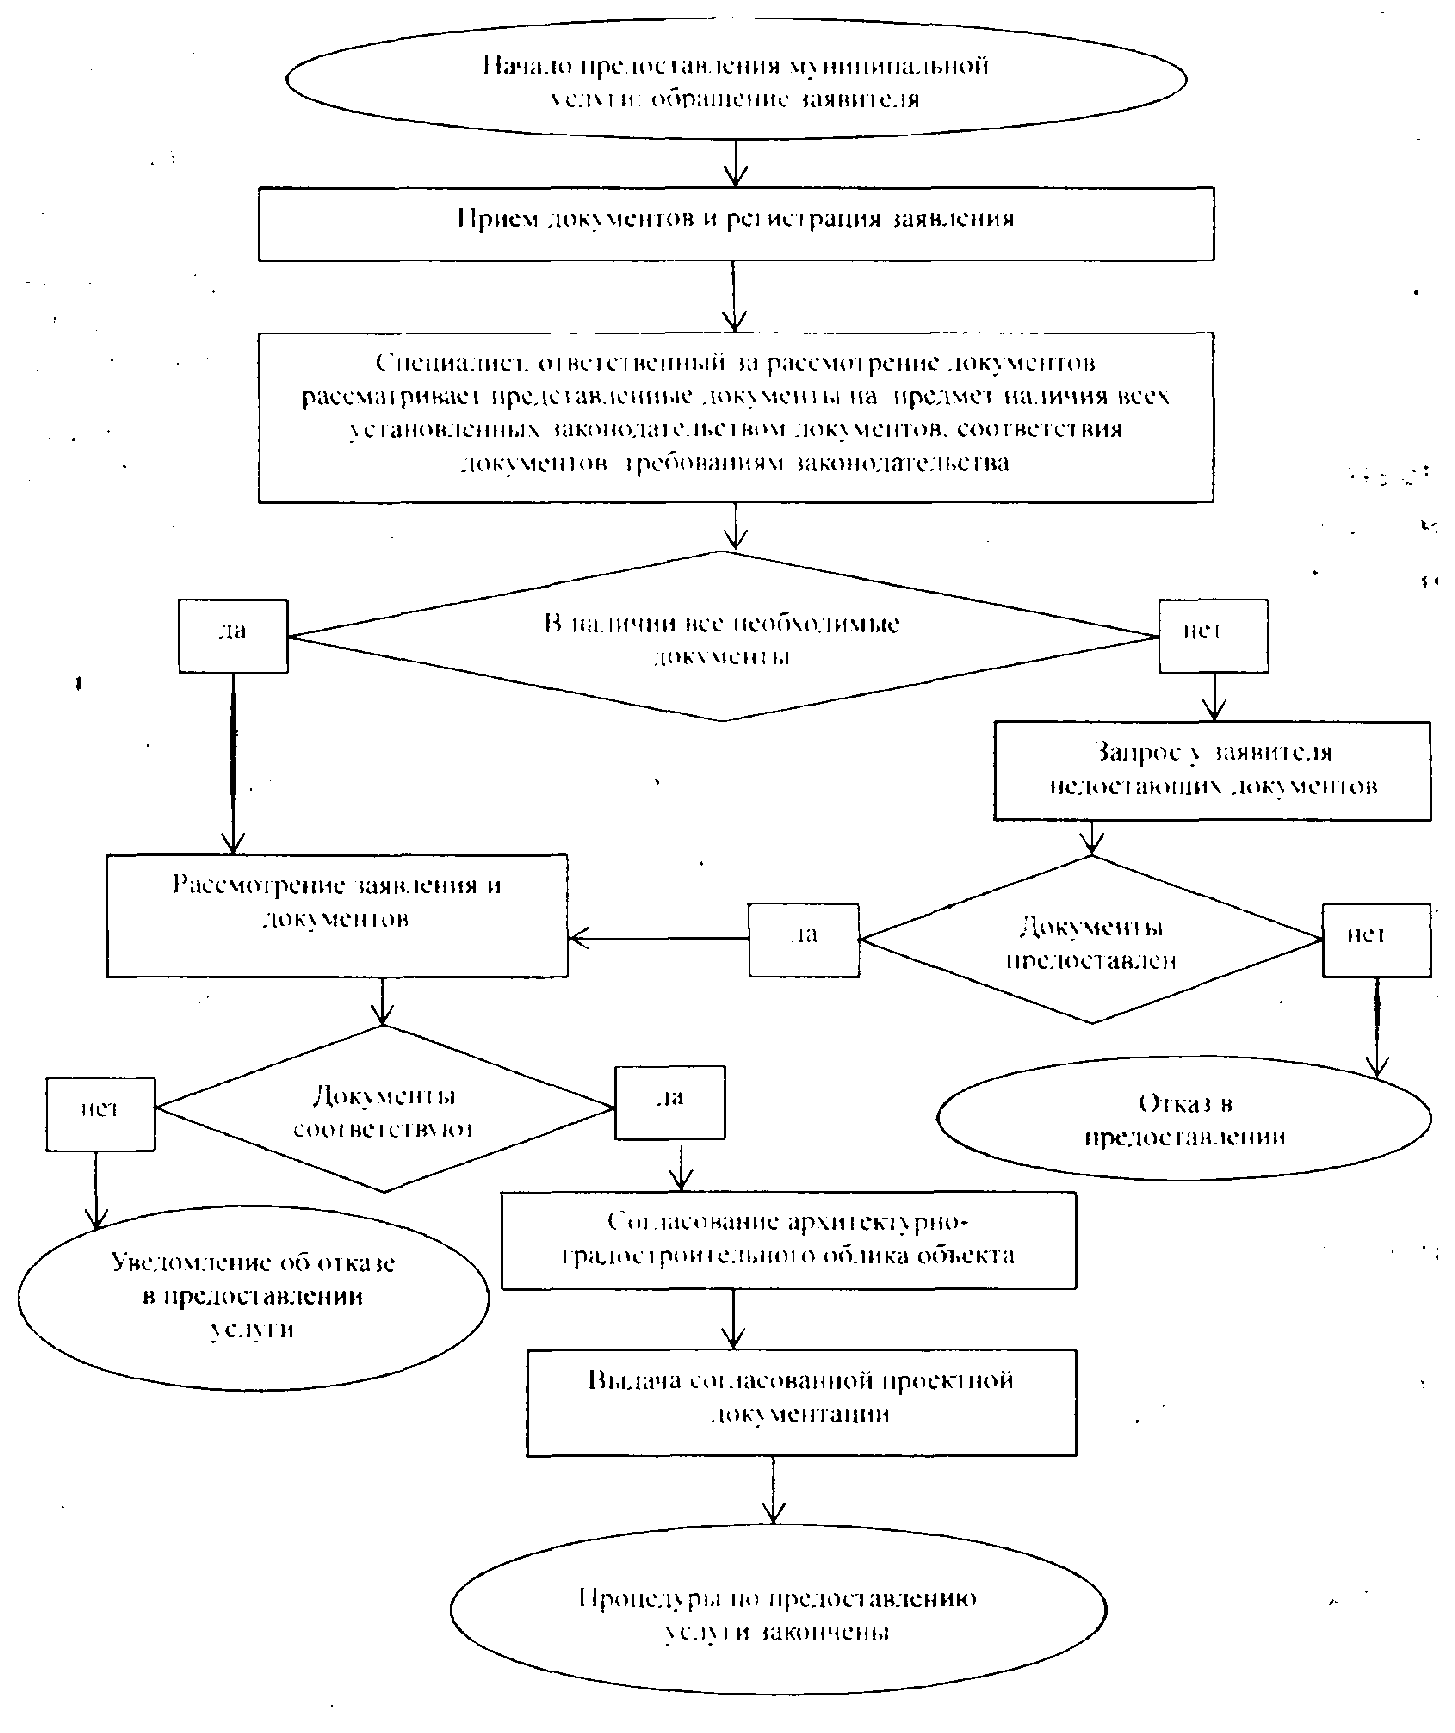 Начало предоставления муниципальной
услуги: обращение заявителя
Прием документов и регистрация заявления
Специалист, ответственный за рассмотрение документов
рассматривает представленные документы на предмет наличия всех
установленных законодательством документов, соответствия
документов требованиям законодательства
да
В наличии все необходимые
документы
нет
Запрос у заявителя
недостающих документов
Рассмотрение заявления и
документов
да
Документы
предоставлен
нет
нет
Документы
соответствуют
да
Отказ в
предоставлении
Согласование архитектурно-
градостроительного облика объекта
Уведомление об отказе
в предоставлении
услуги
Выдача согласованной проектной
документации
Процедуры по предоставлению
услуги закончены